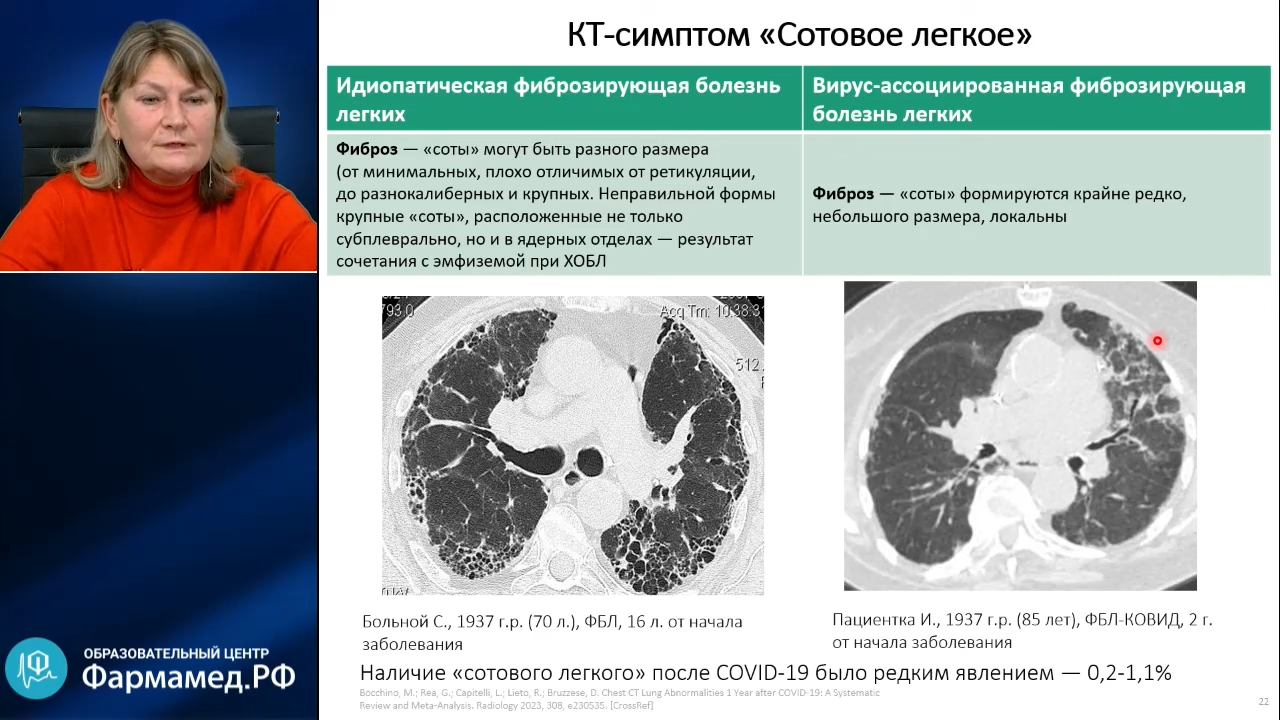 КТ-симптом «Сотовое легкое»
Идиопатическая фиброзирующая болезнь
легких
Вирус-ассоциированная фиброзирующая
болезнь легких
Фиброз — «соты» могут быть разного размера
(от минимальных, плохо отличимых от ретикуляции,
до разнокалиберных и крупных. Неправильной формы
крупные «соты», расположенные не только
субплеврально, но и в ядерных отделах — результат
сочетания с эмфиземой при ХОБЛ
Фиброз — «соты» формируются крайне редко,
небольшого размера, локальны
793.0
Acq Tm: 10:38:3
512
Больной С., 1937 г.р. (70 л.), ФБЛ, 16 л. от начала
заболевания
Пациентка И., 1937 г.р. (85 лет), ФБЛ-КОВИД, 2 г.
от начала заболевания
Наличие «сотового легкого» после COVID-19 было редким явлением — 0,2-1,1%
Bocchino, M.; Rea, G.; Capitelli, L.; Lieto, R.; Bruzzese, D. Chest CT Lung Abnormalities 1 Year after COVID-19: A Systematic
Review and Meta-Analysis. Radiology 2023, 308, e230535. [CrossRef]
22
ОБРАЗОВАТЕЛЬНЫЙ ЦЕНТР
Фармамед.РФ